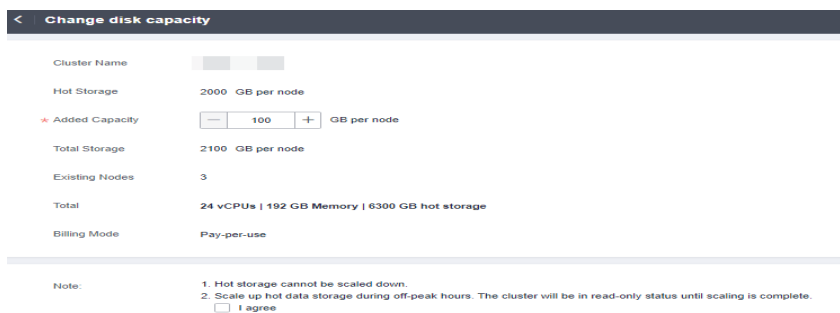 < Change disk capacity
Cluster Name
Hot Storage 2000 GB per node
* Added Capacity — 100 + GB per node
Total Storage 2100 GB per node
Existing Nodes 3
Total 24 vCPUs | 192 GB Memory | 6300 GB hot storage
Billing Mode Pay-per-use
Note: 1. Hot storage cannot be scaled down.
2. Scale up hot data storage during off-peak hours. The cluster will be in read-only status until scaling is complete.
I agree